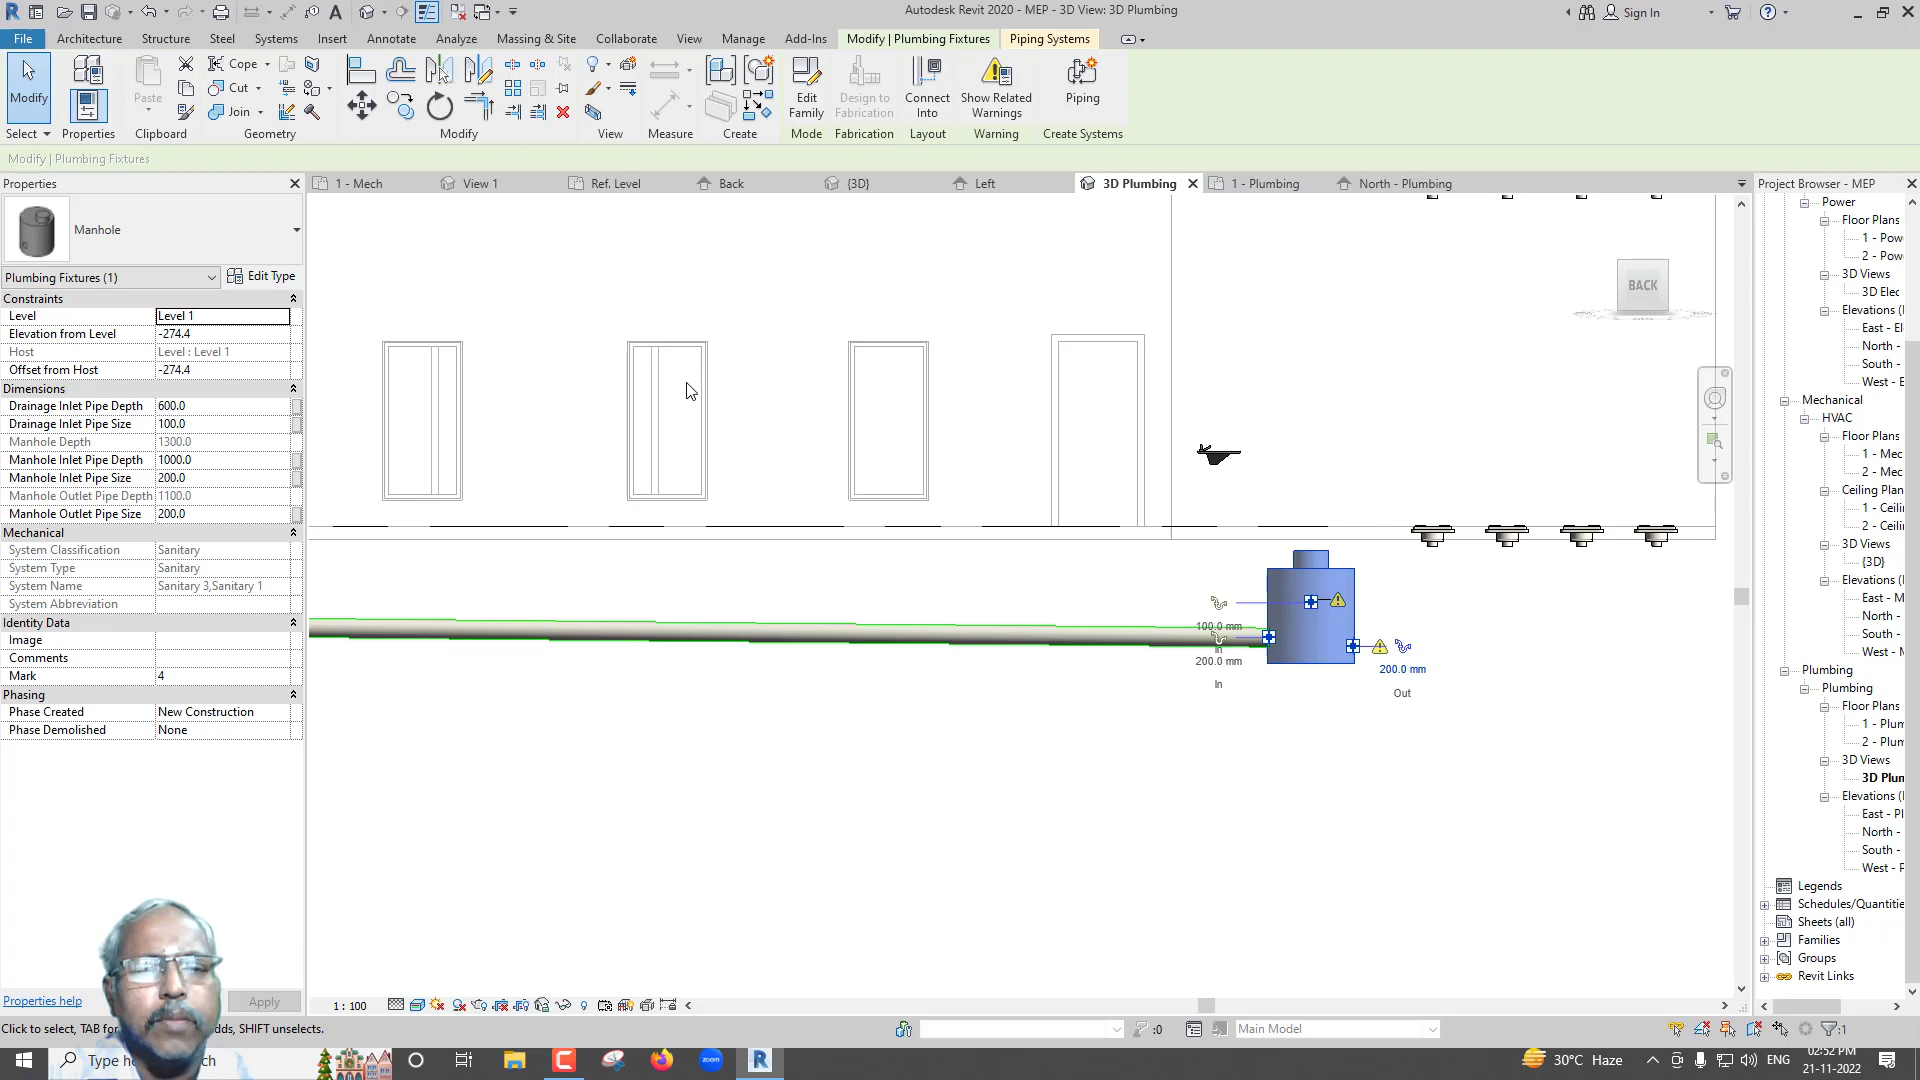 Autodesk Revit 2020 - MEP - 3D View: 3D Plumbing
Sign In
File Architecture Structure Steel Systems Insert Annotate Analyze Massing & Site Collaborate View Manage Add-Ins Modify | Plumbing Fixtures Piping Systems
Modify
Paste
Cope
Cut
Join
Edit Family
Design to Fabrication
Connect Into
Show Related Warnings
Piping
Select Properties Clipboard Geometry Modify View Measure Create Mode Fabrication Layout Warning Create Systems
Modify | Plumbing Fixtures
Properties
1 - Mech View 1 Ref. Level Back {3D} Left 3D Plumbing 1 - Plumbing North - Plumbing
Project Browser - MEP
Manhole
Plumbing Fixtures (1) Edit Type
Constraints
Level Level 1
Elevation from Level -274.4
Host Level : Level 1
Offset from Host -274.4
Dimensions
Drainage Inlet Pipe Depth 600.0
Drainage Inlet Pipe Size 100.0
Manhole Depth 1300.0
Manhole Inlet Pipe Depth 1000.0
Manhole Inlet Pipe Size 200.0
Manhole Outlet Pipe Depth 1100.0
Manhole Outlet Pipe Size 200.0
Mechanical
System Classification Sanitary
System Type Sanitary
System Name Sanitary 3,Sanitary 1
System Abbreviation
Identity Data
Image
Comments
Mark 4
Phasing
Phase Created New Construction
Phase Demolished None
Properties help Apply
BACK
100.0 mm
In
200.0 mm
In
200.0 mm
Out
Power
Floor Plans
1 - Pow
2 - Pow
3D Views
3D Elec
Elevations (
East - El
North -
South -
West - E
Mechanical
HVAC
Floor Plans
1 - Mec
2 - Mec
Ceiling Plan
1 - Ceili
2 - Ceili
3D Views
{3D}
Elevations (
East - M
North -
South -
West - M
Plumbing
Plumbing
Floor Plans
1 - Plum
2 - Plum
3D Views
3D Plum
Elevations (
East - Pl
North -
South -
West - P
Legends
Schedules/Quantitie
Sheets (all)
Families
Groups
Revit Links
1 : 100
Click to select, TAB for
dds, SHIFT unselects.
:0
Main Model
:1
Type he
ch
zoom
30°C Haze
ENG
02:52 PM
21-11-2022